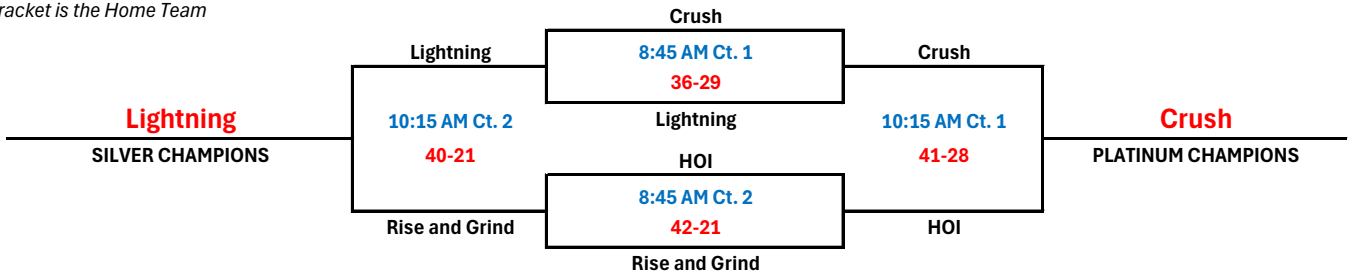 racket is the Home Team
Crush
Lightning
8:45 AM Ct. 1
Crush
36-29
Lightning
10:15 AM Ct. 2
Lightning
10:15 AM Ct. 1
Crush
SILVER CHAMPIONS
40-21
HOI
41-28
PLATINUM CHAMPIONS
8:45 AM Ct. 2
Rise and Grind
42-21
HOI
Rise and Grind